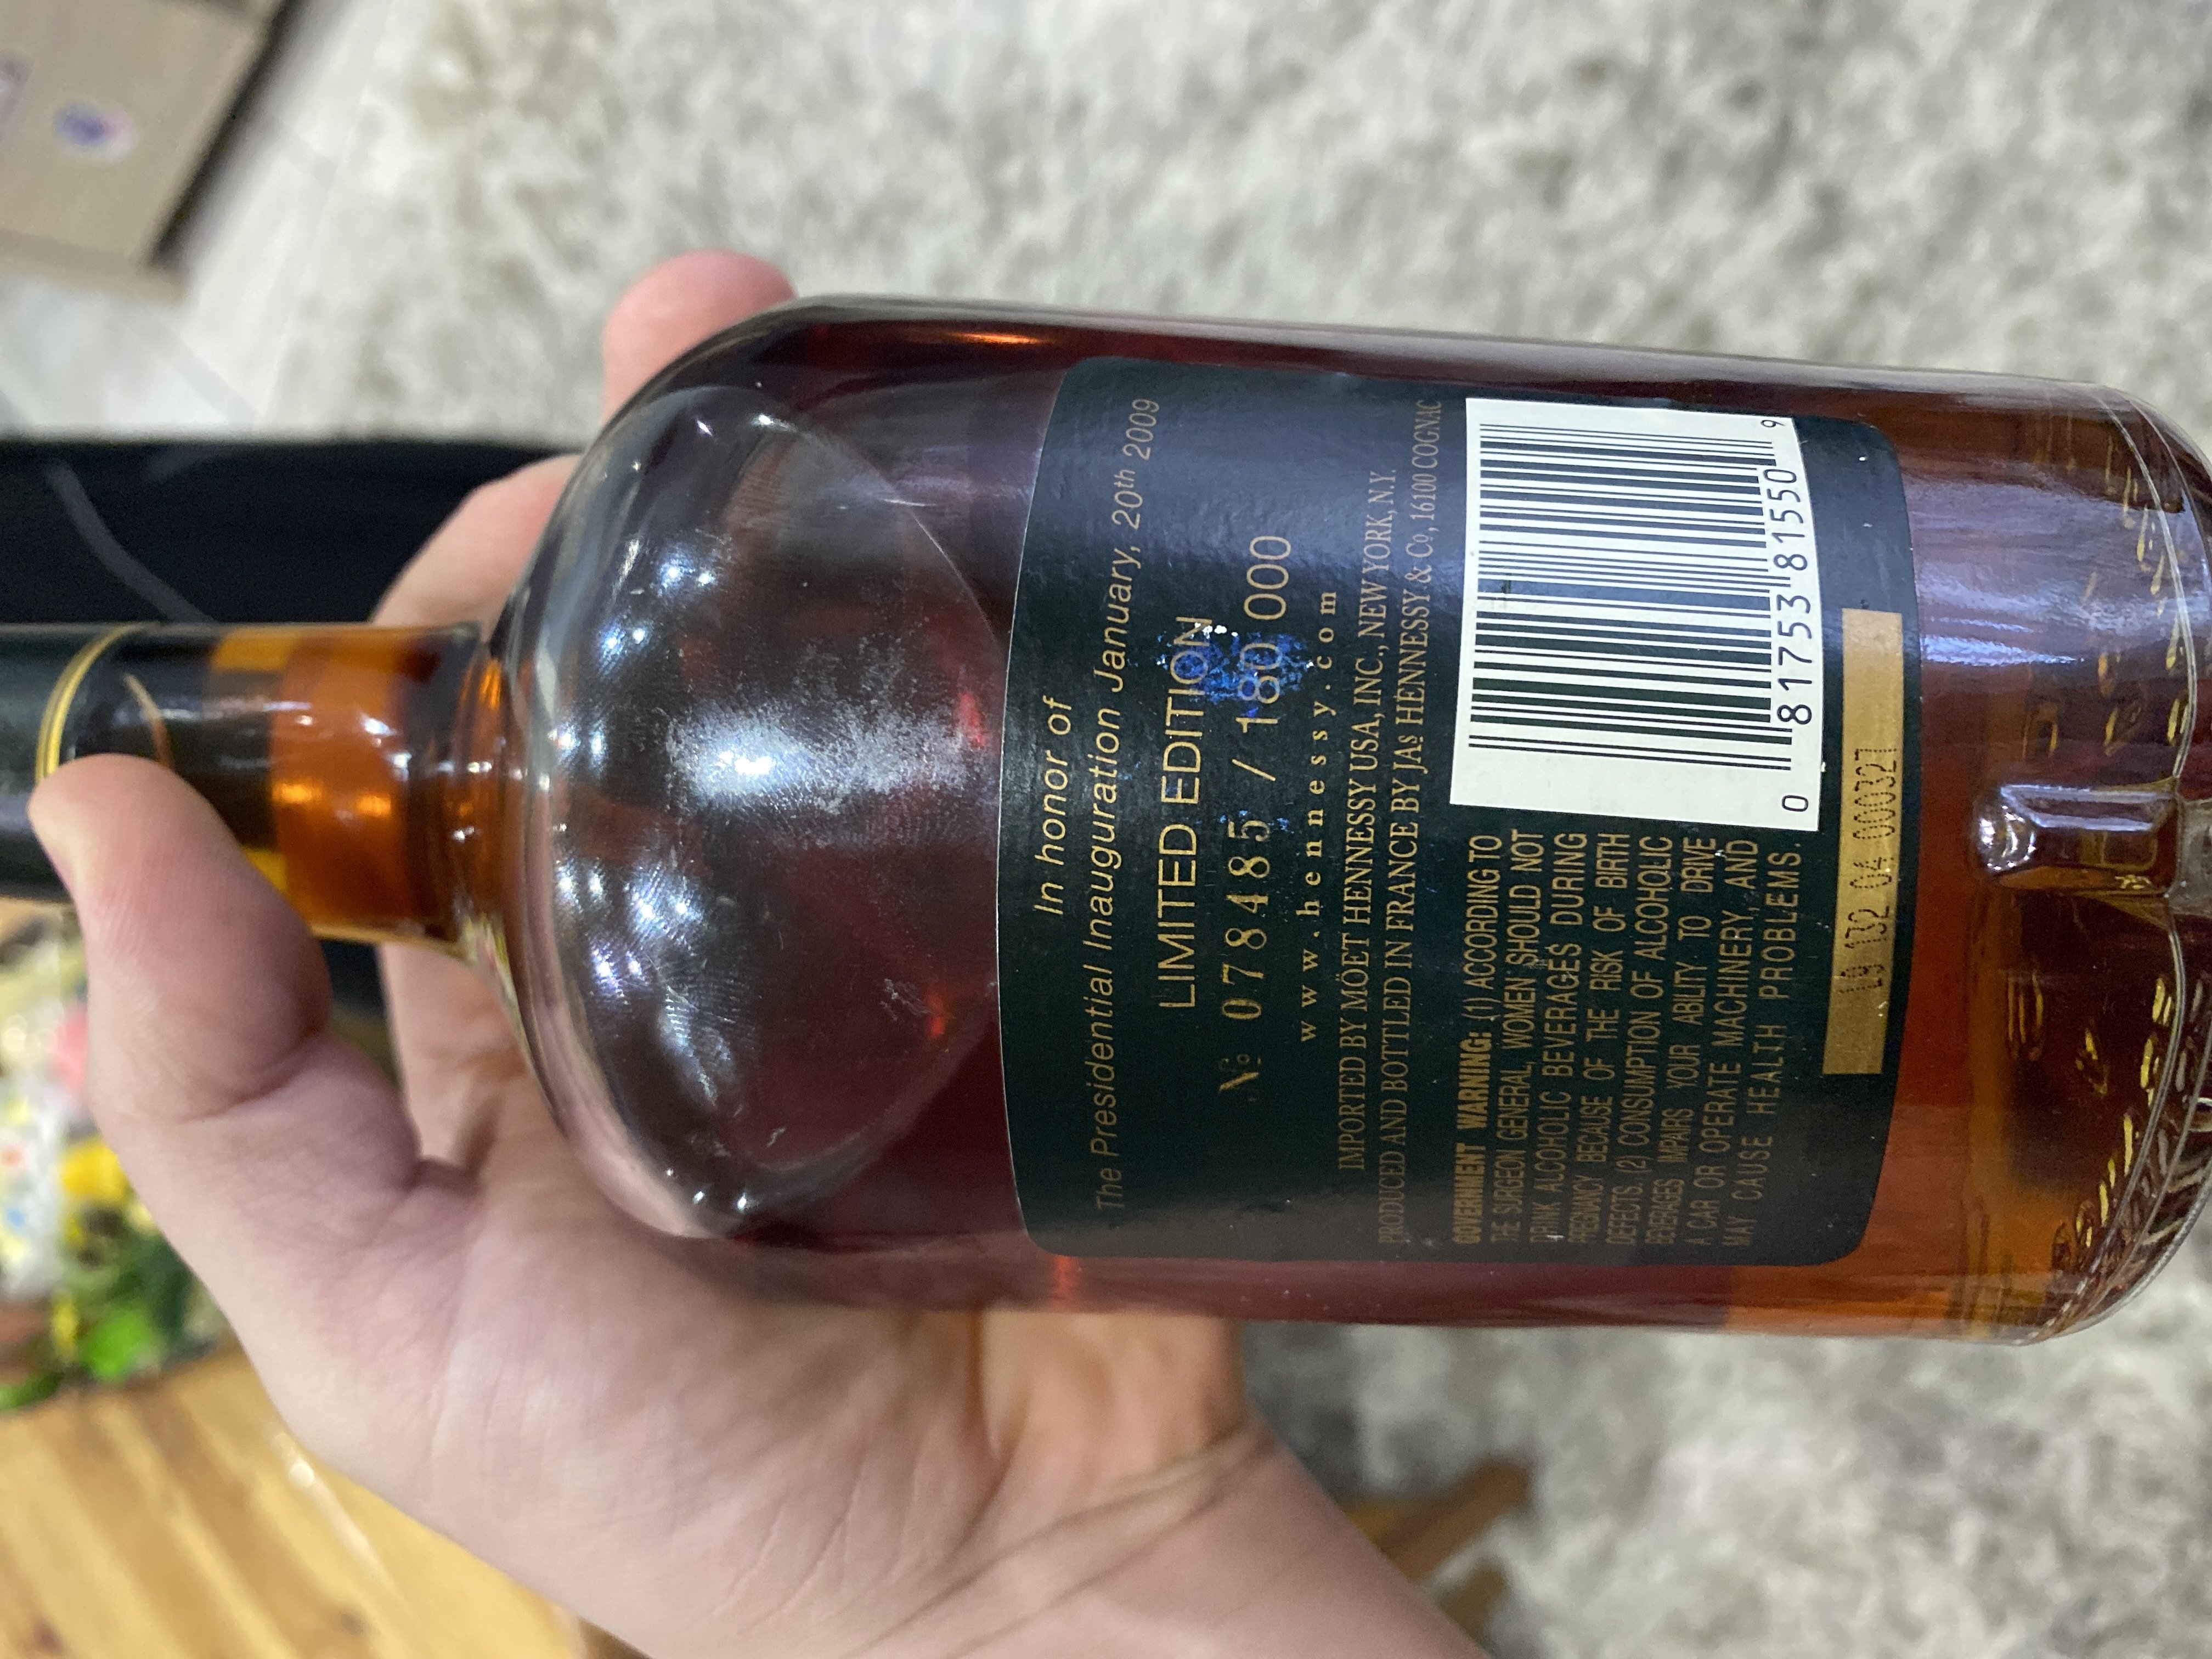 In honor of
The Presidential Inauguration January, 20th 2009
LIMITED EDITION
Nº 078485 / 180 000
www.hennessy.com
IMPORTED BY MOËT HENNESSY USA, INC., NEW YORK, N.Y.
PRODUCED AND BOTTLED IN FRANCE BY JAS HENNESSY & Cº, 16100 COGNAC
GOVERNMENT WARNING: (1) ACCORDING TO
THE SURGEON GENERAL, WOMEN SHOULD NOT
DRINK ALCOHOLIC BEVERAGES DURING
PREGNANCY BECAUSE OF THE RISK OF BIRTH
DEFECTS. (2) CONSUMPTION OF ALCOHOLIC
BEVERAGES IMPAIRS YOUR ABILITY TO DRIVE
A CAR OR OPERATE MACHINERY, AND
MAY CAUSE HEALTH PROBLEMS.
0 81753 81550 9
04 00327